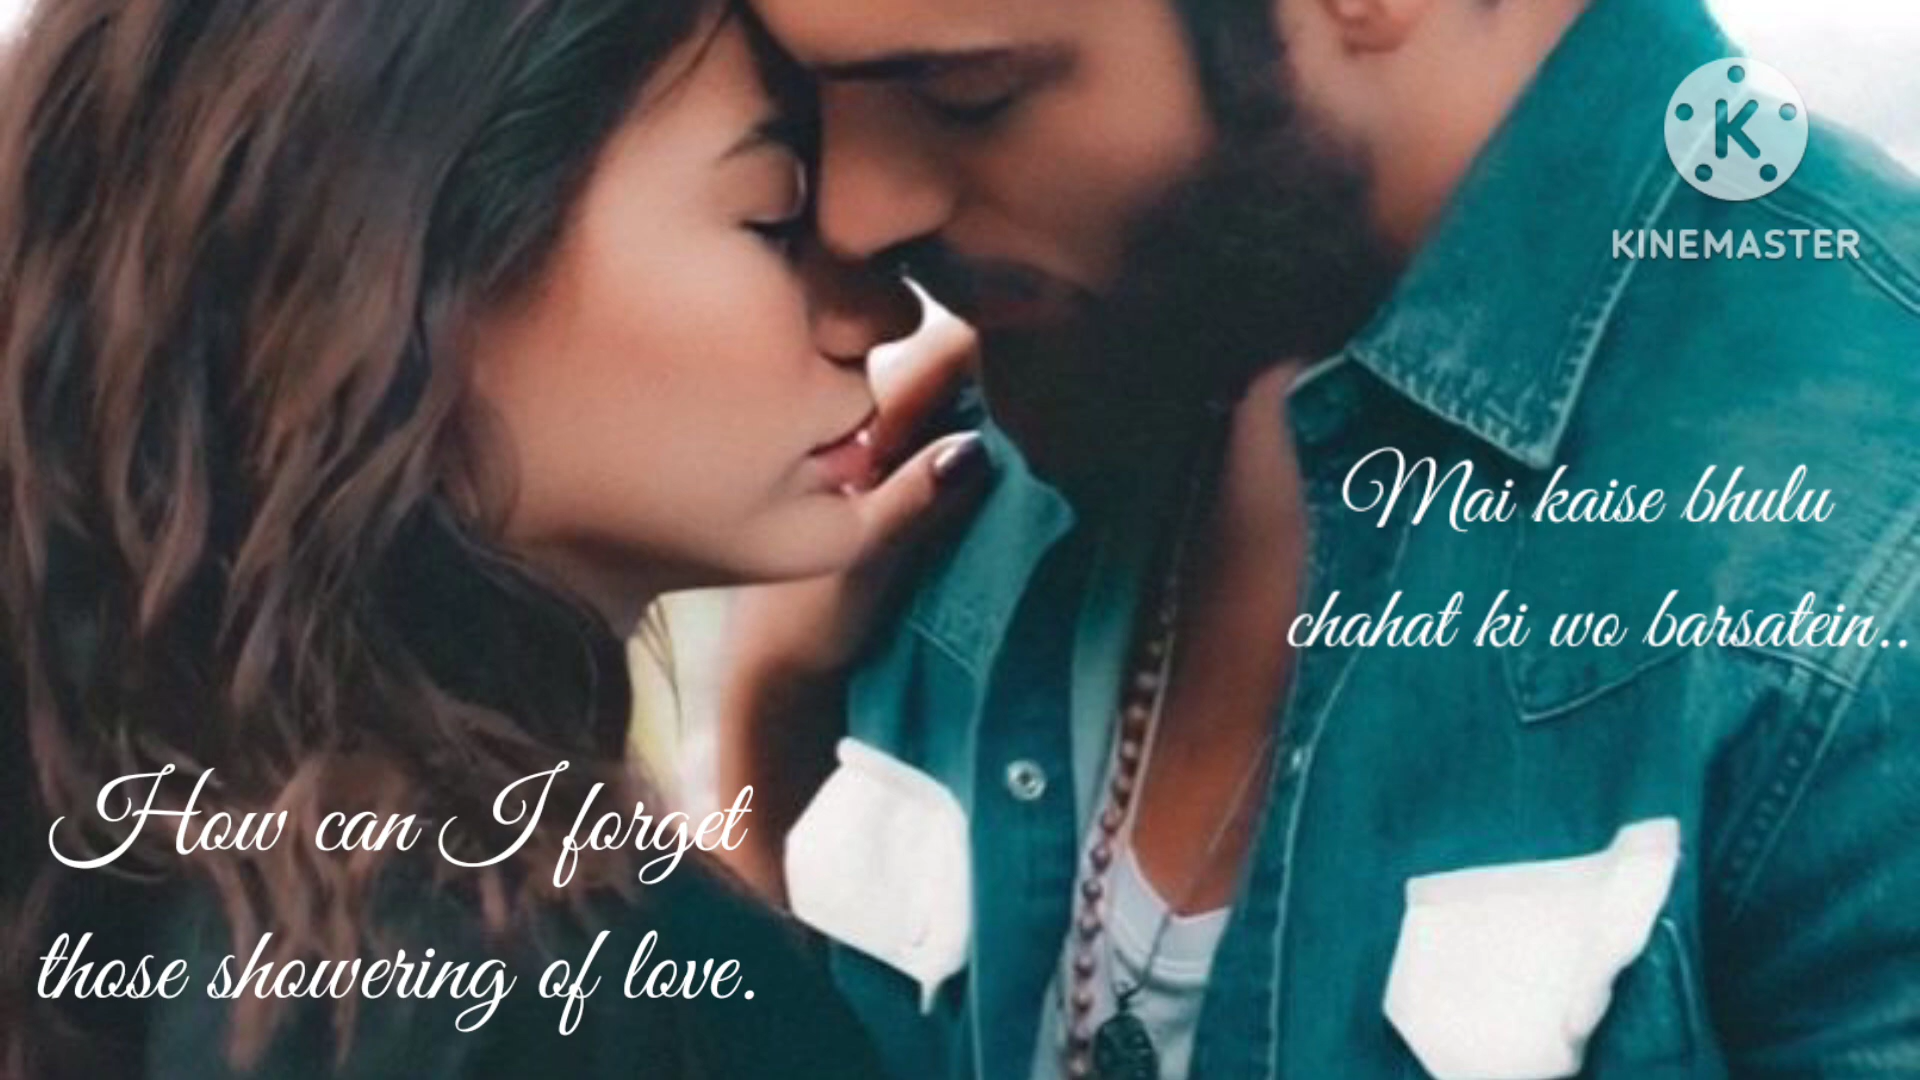 KINEMASTER
Mai kaise bhulu
chahat ki wo barsatein..
How can I forget
those showering of love.